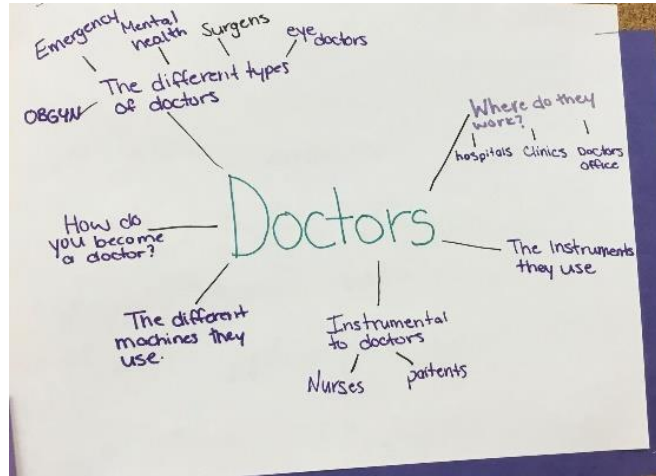 Emergency
Mental
health
Surgens
eye
doctors
The different types
of doctors
OBGYN
Where do they
work?
hospitals
Clinics
Doctors
office
Doctors
How do
you become
a doctor?
The Instruments
they use
The different
machines they
use.
Instrumental
to doctors
Nurses
paitents